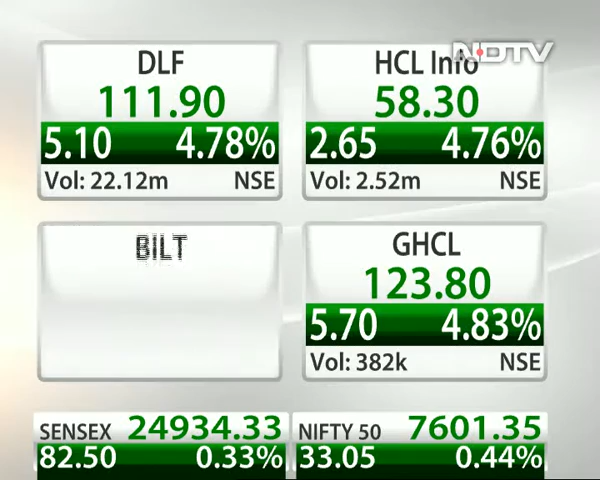 NDTV
DLF
111.90
5.10 4.78%
Vol: 22.12m NSE
HCL Info
58.30
2.65 4.76%
Vol: 2.52m NSE
BILT
GHCL
123.80
5.70 4.83%
Vol: 382k NSE
SENSEX 24934.33
82.50 0.33%
NIFTY 50 7601.35
33.05 0.44%